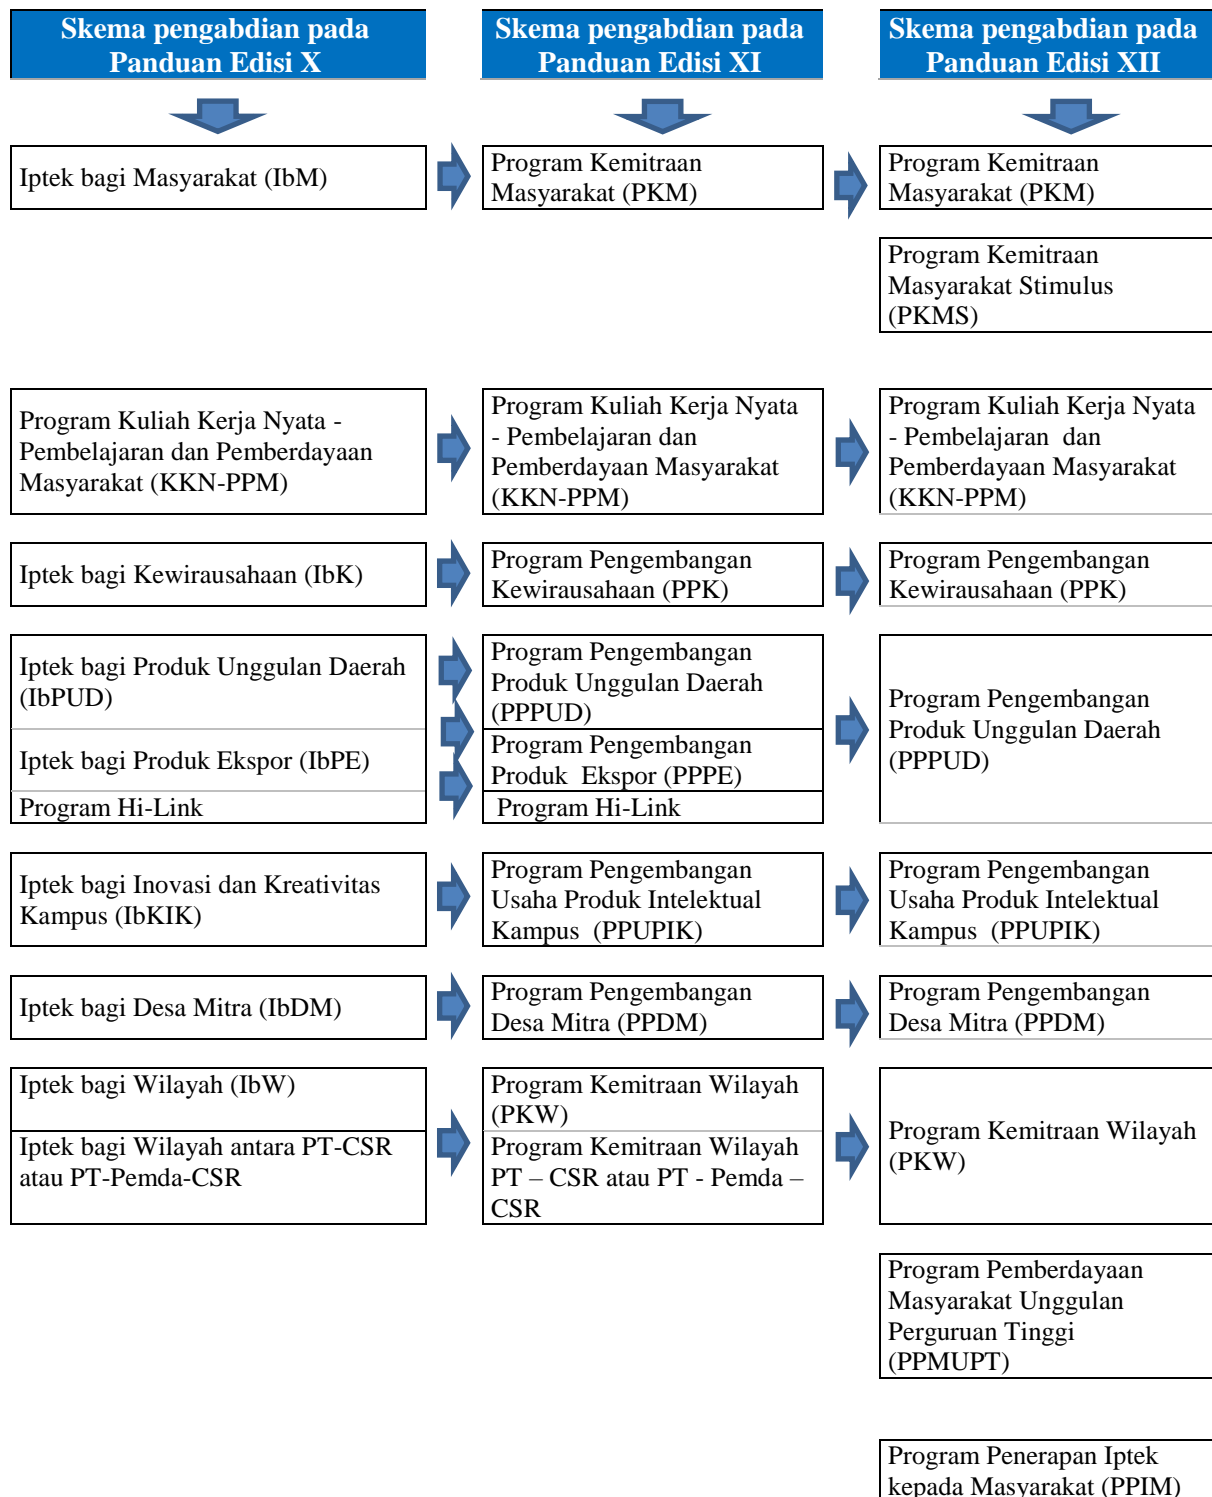 Skema pengabdian pada
Panduan Edisi X
Skema pengabdian pada
Panduan Edisi XI
Skema pengabdian pada
Panduan Edisi XII
Iptek bagi Masyarakat (IbM)
Program Kemitraan
Masyarakat (PKM)
Program Kemitraan
Masyarakat (PKM)
Program Kemitraan
Masyarakat Stimulus
(PKMS)
Program Kuliah Kerja Nyata -
Pembelajaran dan Pemberdayaan
Masyarakat (KKN-PPM)
Program Kuliah Kerja Nyata
- Pembelajaran dan
Pemberdayaan Masyarakat
(KKN-PPM)
Program Kuliah Kerja Nyata
- Pembelajaran dan
Pemberdayaan Masyarakat
(KKN-PPM)
Iptek bagi Kewirausahaan (IbK)
Program Pengembangan
Kewirausahaan (PPK)
Program Pengembangan
Kewirausahaan (PPK)
Iptek bagi Produk Unggulan Daerah
(IbPUD)
Iptek bagi Produk Ekspor (IbPE)
Program Hi-Link
Program Pengembangan
Produk Unggulan Daerah
(PPPUD)
Program Pengembangan
Produk Ekspor (PPPE)
Program Hi-Link
Program Pengembangan
Produk Unggulan Daerah
(PPPUD)
Iptek bagi Inovasi dan Kreativitas
Kampus (IbKIK)
Program Pengembangan
Usaha Produk Intelektual
Kampus (PPUPIK)
Program Pengembangan
Usaha Produk Intelektual
Kampus (PPUPIK)
Iptek bagi Desa Mitra (IbDM)
Program Pengembangan
Desa Mitra (PPDM)
Program Pengembangan
Desa Mitra (PPDM)
Iptek bagi Wilayah (IbW)
Iptek bagi Wilayah antara PT-CSR
atau PT-Pemda-CSR
Program Kemitraan Wilayah
(PKW)
Program Kemitraan Wilayah
PT – CSR atau PT - Pemda –
CSR
Program Kemitraan Wilayah
(PKW)
Program Pemberdayaan
Masyarakat Unggulan
Perguruan Tinggi
(PPMUPT)
Program Penerapan Iptek
kepada Masyarakat (PPIM)